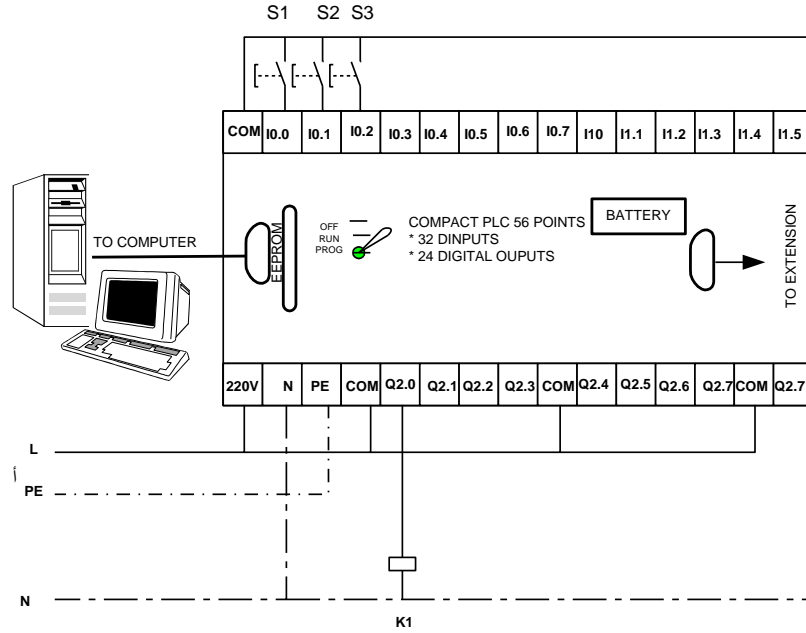 S1 S2 S3
COM I0.0 I0.1 I0.2 I0.3 I0.4 I0.5 I0.6 I0.7 I10 I1.1 I1.2 I1.3 I1.4 I1.5
TO COMPUTER
EEPROM
OFF
RUN
PROG
COMPACT PLC 56 POINTS
* 32 DINPUTS
* 24 DIGITAL OUPUTS
BATTERY
TO EXTENSION
220V N PE COM Q2.0 Q2.1 Q2.2 Q2.3 COM Q2.4 Q2.5 Q2.6 Q2.7 COM Q2.7
L
أ
PE
N
K1